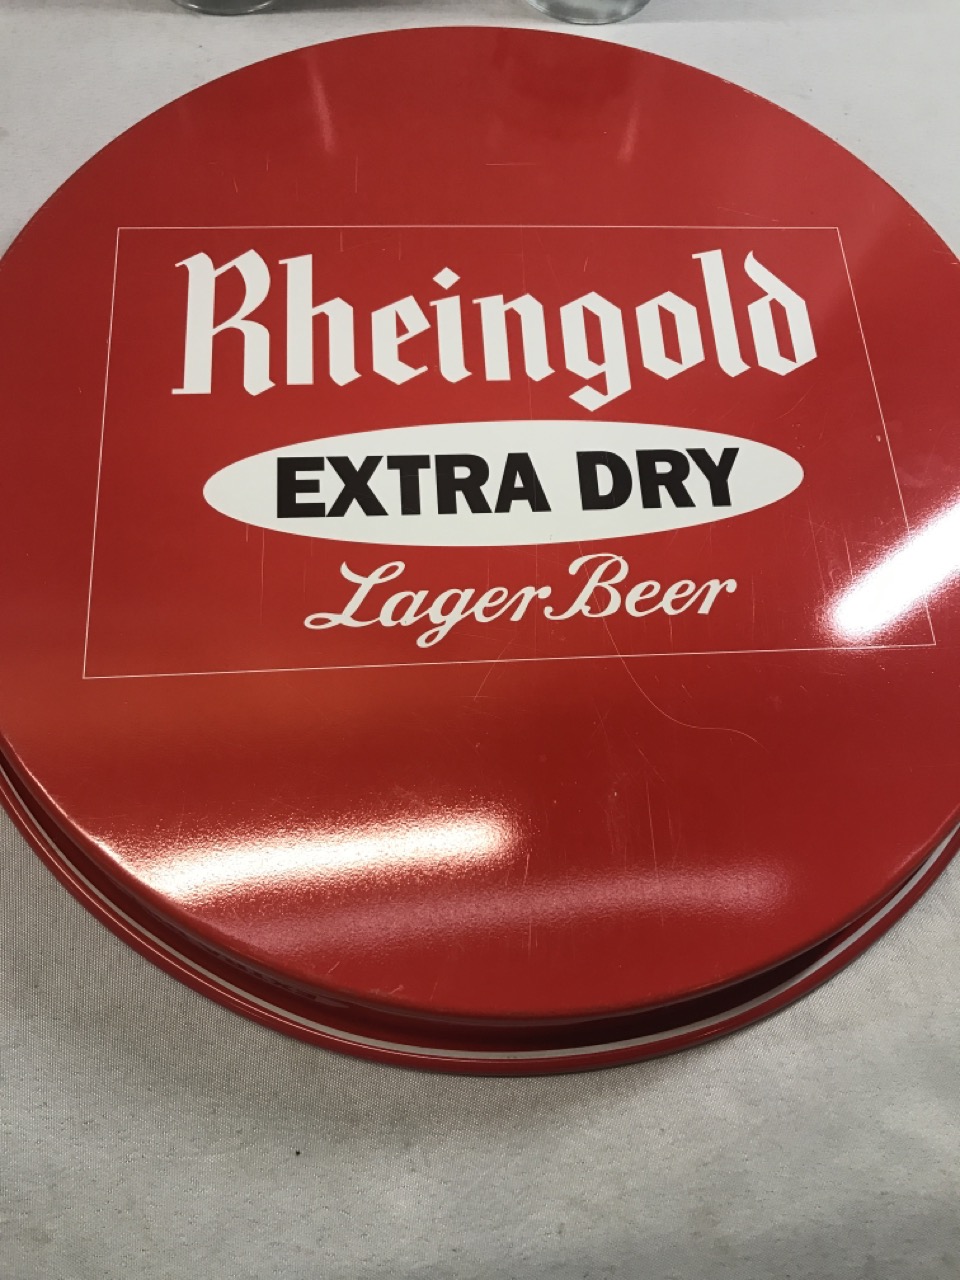 Rheingold
EXTRA DRY
Lager Beer